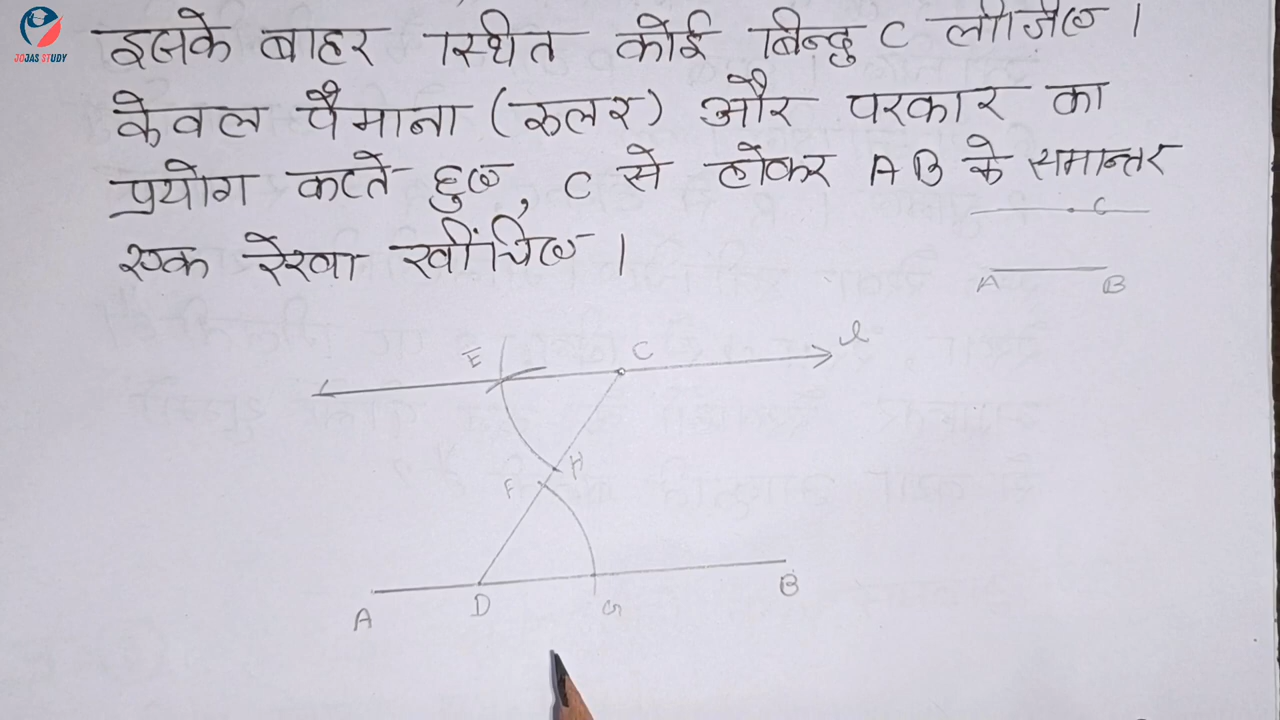 JOJAS STUDY
इसके बाहर स्थित कोई बिन्दु C लीजिए।
केवल पैमाना (रूलर) और परकार का
प्रयोग करते हुए, C से होकर AB के समान्तर
एक रेखा खींचिए।
C
A B
E C l
H
F
A D G B